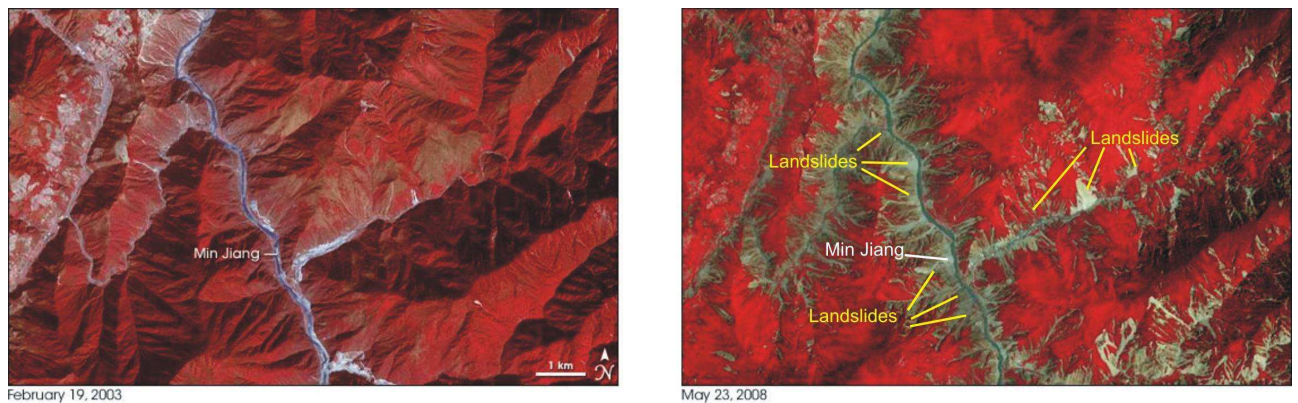 Min Jiang
1 km
N
February 19, 2003
Landslides
Landslides
Min Jiang
Landslides
May 23, 2008